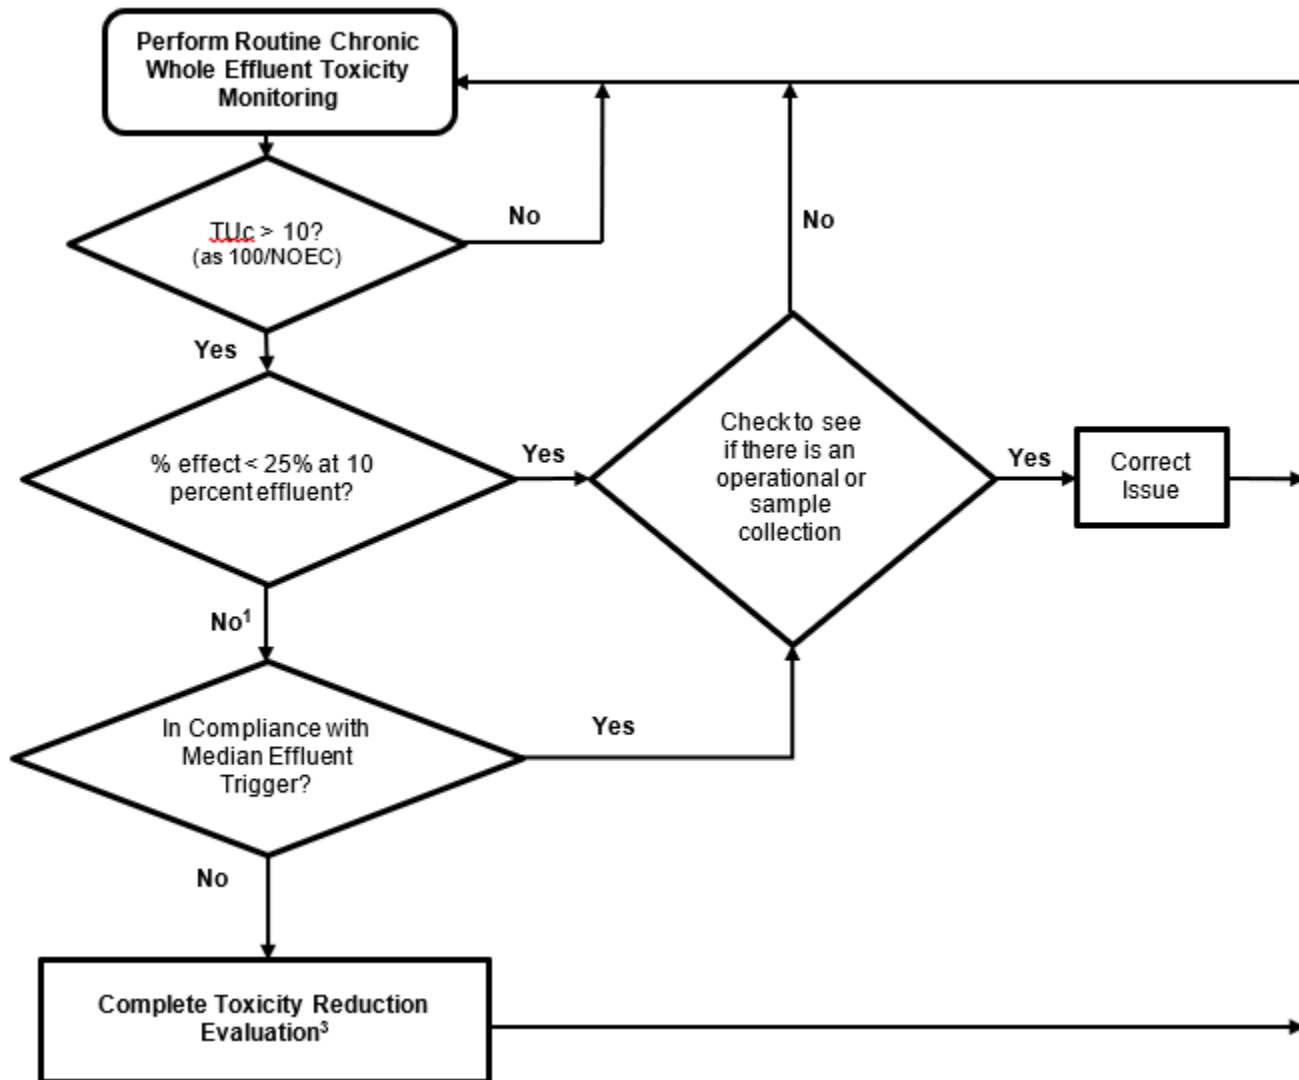 Perform Routine Chronic
Whole Effluent Toxicity
Monitoring
TUc > 10?
(as 100/NOEC)
No
No
Yes
% effect < 25% at 10
percent effluent?
Yes
Check to see
if there is an
operational or
sample
collection
Yes
Correct
Issue
No¹
In Compliance with
Median Effluent
Trigger?
Yes
No
Complete Toxicity Reduction
Evaluation³